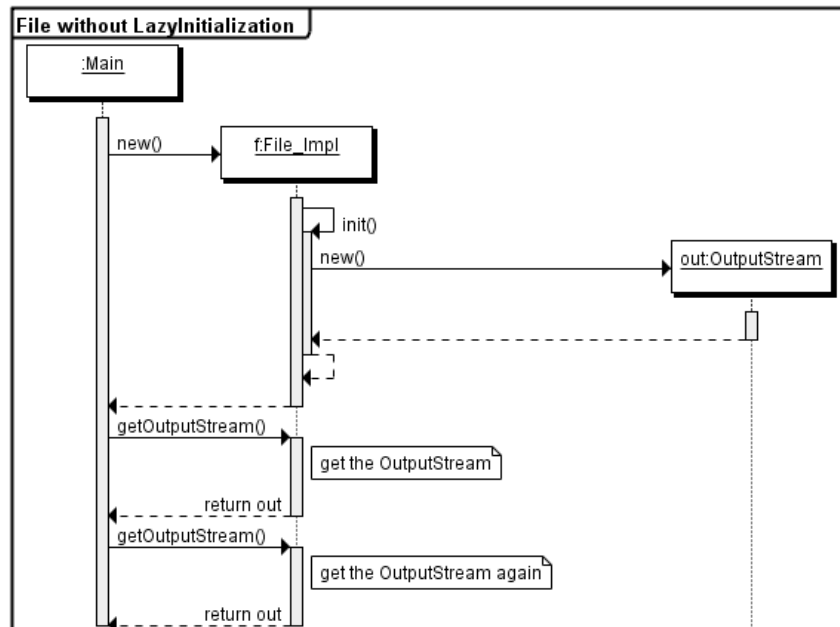 File without LazyInitialization
:Main
new()
f:File_Impl
init()
new()
out:OutputStream
getOutputStream()
get the OutputStream
return out
getOutputStream()
get the OutputStream again
return out